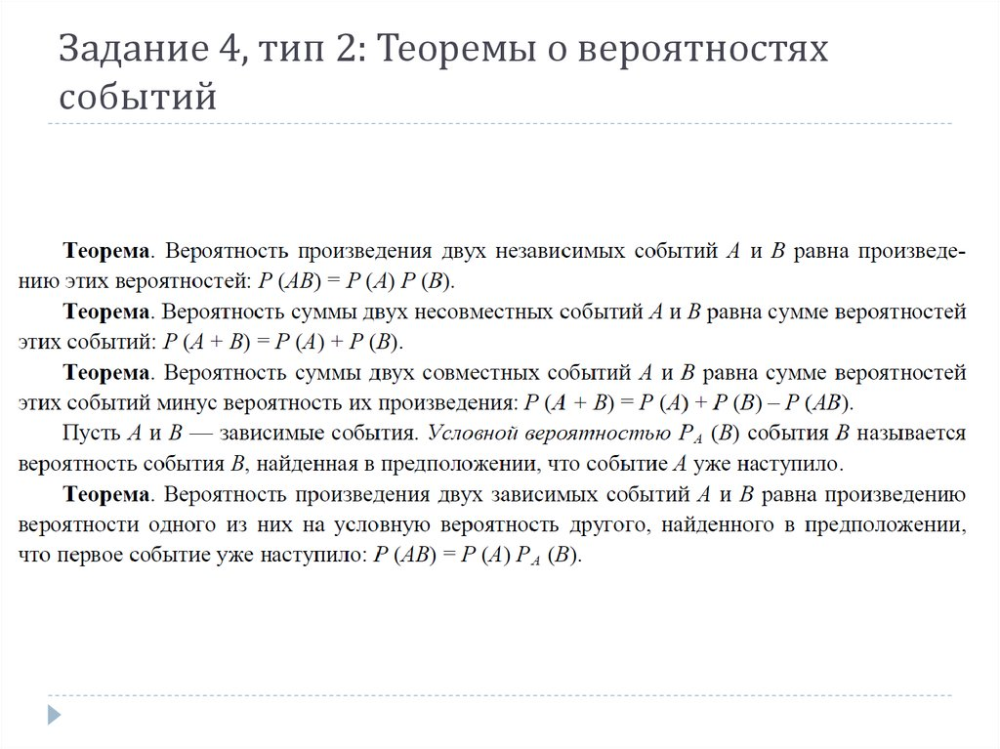 Задание 4, тип 2: Теоремы о вероятностях
событий
Теорема. Вероятность произведения двух независимых событий A и B равна произведе-
нию этих вероятностей: P (AB) = P (A) P (B).
Теорема. Вероятность суммы двух несовместных событий A и B равна сумме вероятностей
этих событий: P (A + B) = P (A) + P (B).
Теорема. Вероятность суммы двух совместных событий A и B равна сумме вероятностей
этих событий минус вероятность их произведения: P (A + B) = P (A) + P (B) – P (AB).
Пусть A и B — зависимые события. Условной вероятностью P A (B) события B называется
вероятность события B, найденная в предположении, что событие A уже наступило.
Теорема. Вероятность произведения двух зависимых событий A и B равна произведению
вероятности одного из них на условную вероятность другого, найденного в предположении,
что первое событие уже наступило: P (AB) = P (A) P A (B).